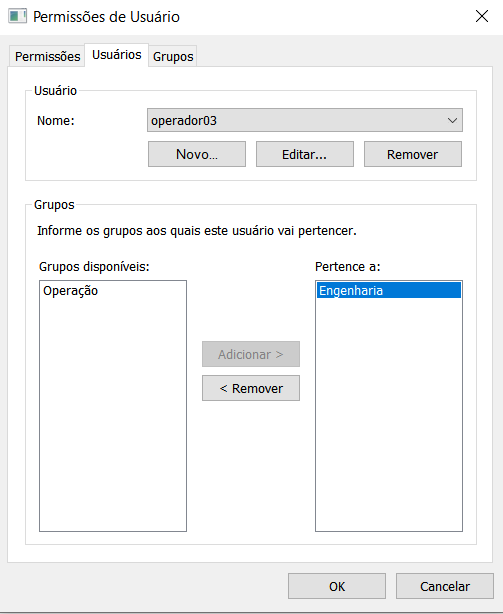 Permissões de Usuário
Permissões Usuários Grupos
Usuário
Nome: operador03
Novo... Editar... Remover
Grupos
Informe os grupos aos quais este usuário vai pertencer.
Grupos disponíveis: Pertence a:
Operação Engenharia
Adicionar >
< Remover
OK Cancelar